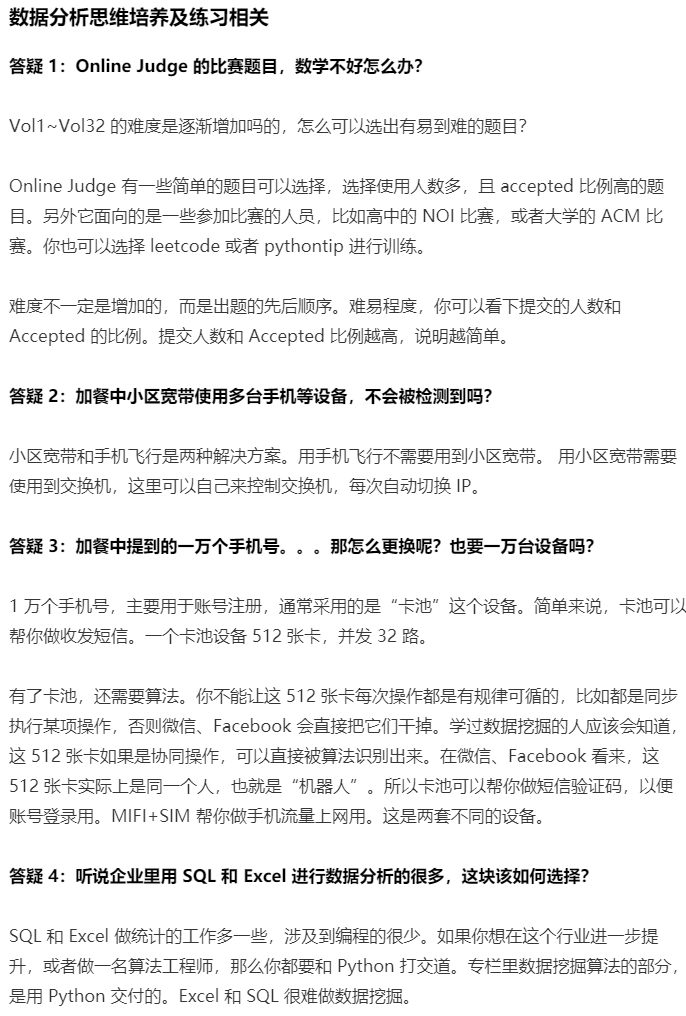 数据分析思维培养及练习相关
答疑 1：Online Judge 的比赛题目，数学不好怎么办？
Vol1~Vol32 的难度是逐渐增加吗的，怎么可以选出有易到难的题目？
Online Judge 有一些简单的题目可以选择，选择使用人数多，且 accepted 比例高的题
目。另外它面向的是一些参加比赛的人员，比如高中的 NOI 比赛，或者大学的 ACM 比
赛。你也可以选择 leetcode 或者 pythontip 进行训练。
难度不一定是增加的，而是出题的先后顺序。难易程度，你可以看下提交的人数和
Accepted 的比例。提交人数和 Accepted 比例越高，说明越简单。
答疑 2：加餐中小区宽带使用多台手机等设备，不会被检测到吗？
小区宽带和手机飞行是两种解决方案。用手机飞行不需要用到小区宽带。 用小区宽带需要
使用到交换机，这里可以自己来控制交换机，每次自动切换 IP。
答疑 3：加餐中提到的一万个手机号。。。那怎么更换呢？也要一万台设备吗？
1 万个手机号，主要用于账号注册，通常采用的是“卡池”这个设备。简单来说，卡池可以
帮你做收发短信。一个卡池设备 512 张卡，并发 32 路。
有了卡池，还需要算法。你不能让这 512 张卡每次操作都是有规律可循的，比如都是同步
执行某项操作，否则微信、Facebook 会直接把它们干掉。学过数据挖掘的人应该会知道，
这 512 张卡如果是协同操作，可以直接被算法识别出来。在微信、Facebook 看来，这
512 张卡实际上是同一个人，也就是“机器人”。所以卡池可以帮你做短信验证码，以便
账号登录用。MIFI+SIM 帮你做手机流量上网用。这是两套不同的设备。
答疑 4：听说企业里用 SQL 和 Excel 进行数据分析的很多，这块该如何选择？
SQL 和 Excel 做统计的工作多一些，涉及到编程的很少。如果你想在这个行业进一步提
升，或者做一名算法工程师，那么你都要和 Python 打交道。专栏里数据挖掘算法的部分，
是用 Python 交付的。Excel 和 SQL 很难做数据挖掘。